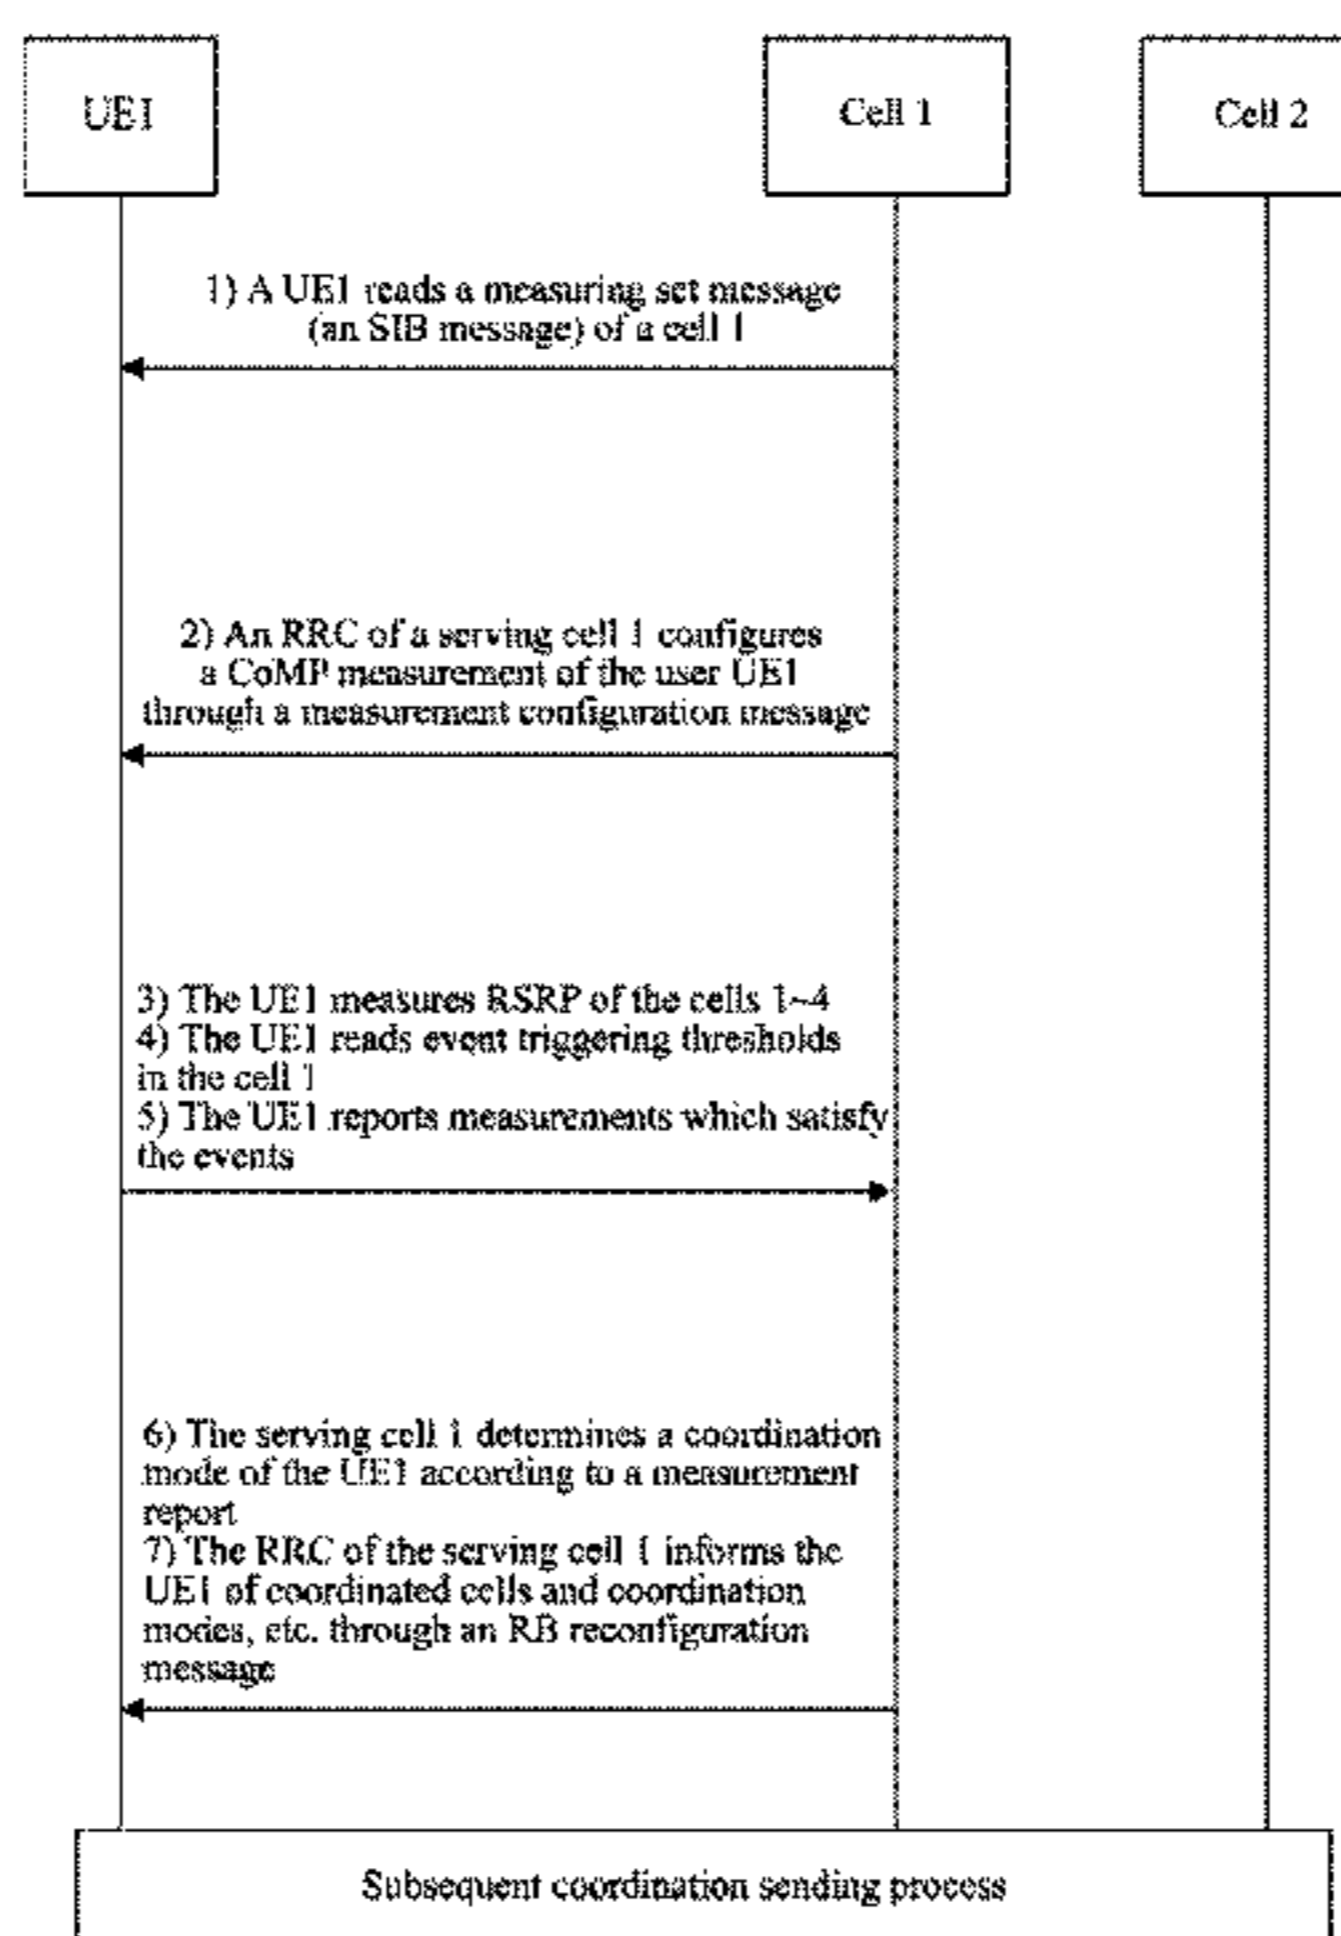 UE1
Cell 1
Cell 2
1) A UE1 reads a measuring set message
(an SIB message) of a cell 1
2) An RRC of a serving cell 1 configures
a CoMP measurement of the user UE1
through a measurement configuration message
3) The UE1 measures RSRP of the cells 1~4
4) The UE1 reads event triggering thresholds
in the cell 1
5) The UE1 reports measurements which satisfy
the events
6) The serving cell 1 determines a coordination
mode of the UE1 according to a measurement
report
7) The RRC of the serving cell 1 informs the
UE1 of coordinated cells and coordination
modes, etc. through an RB reconfiguration
message
Subsequent coordination sending process